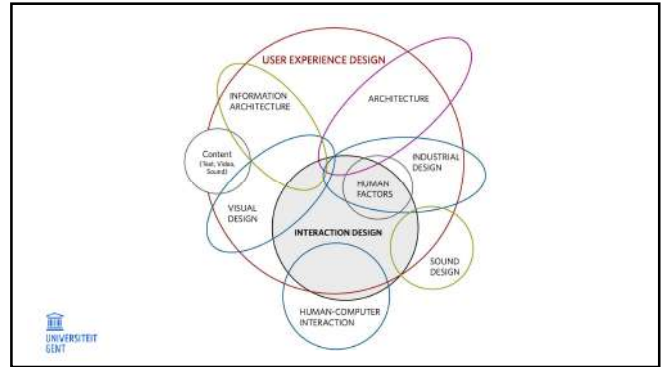 USER EXPERIENCE DESIGN
INFORMATION
ARCHITECTURE
ARCHITECTURE
Content
(Text, Video,
Sound)
INDUSTRIAL
DESIGN
HUMAN
FACTORS
VISUAL
DESIGN
INTERACTION DESIGN
SOUND
DESIGN
HUMAN-COMPUTER
INTERACTION
UNIVERSITEIT
GENT